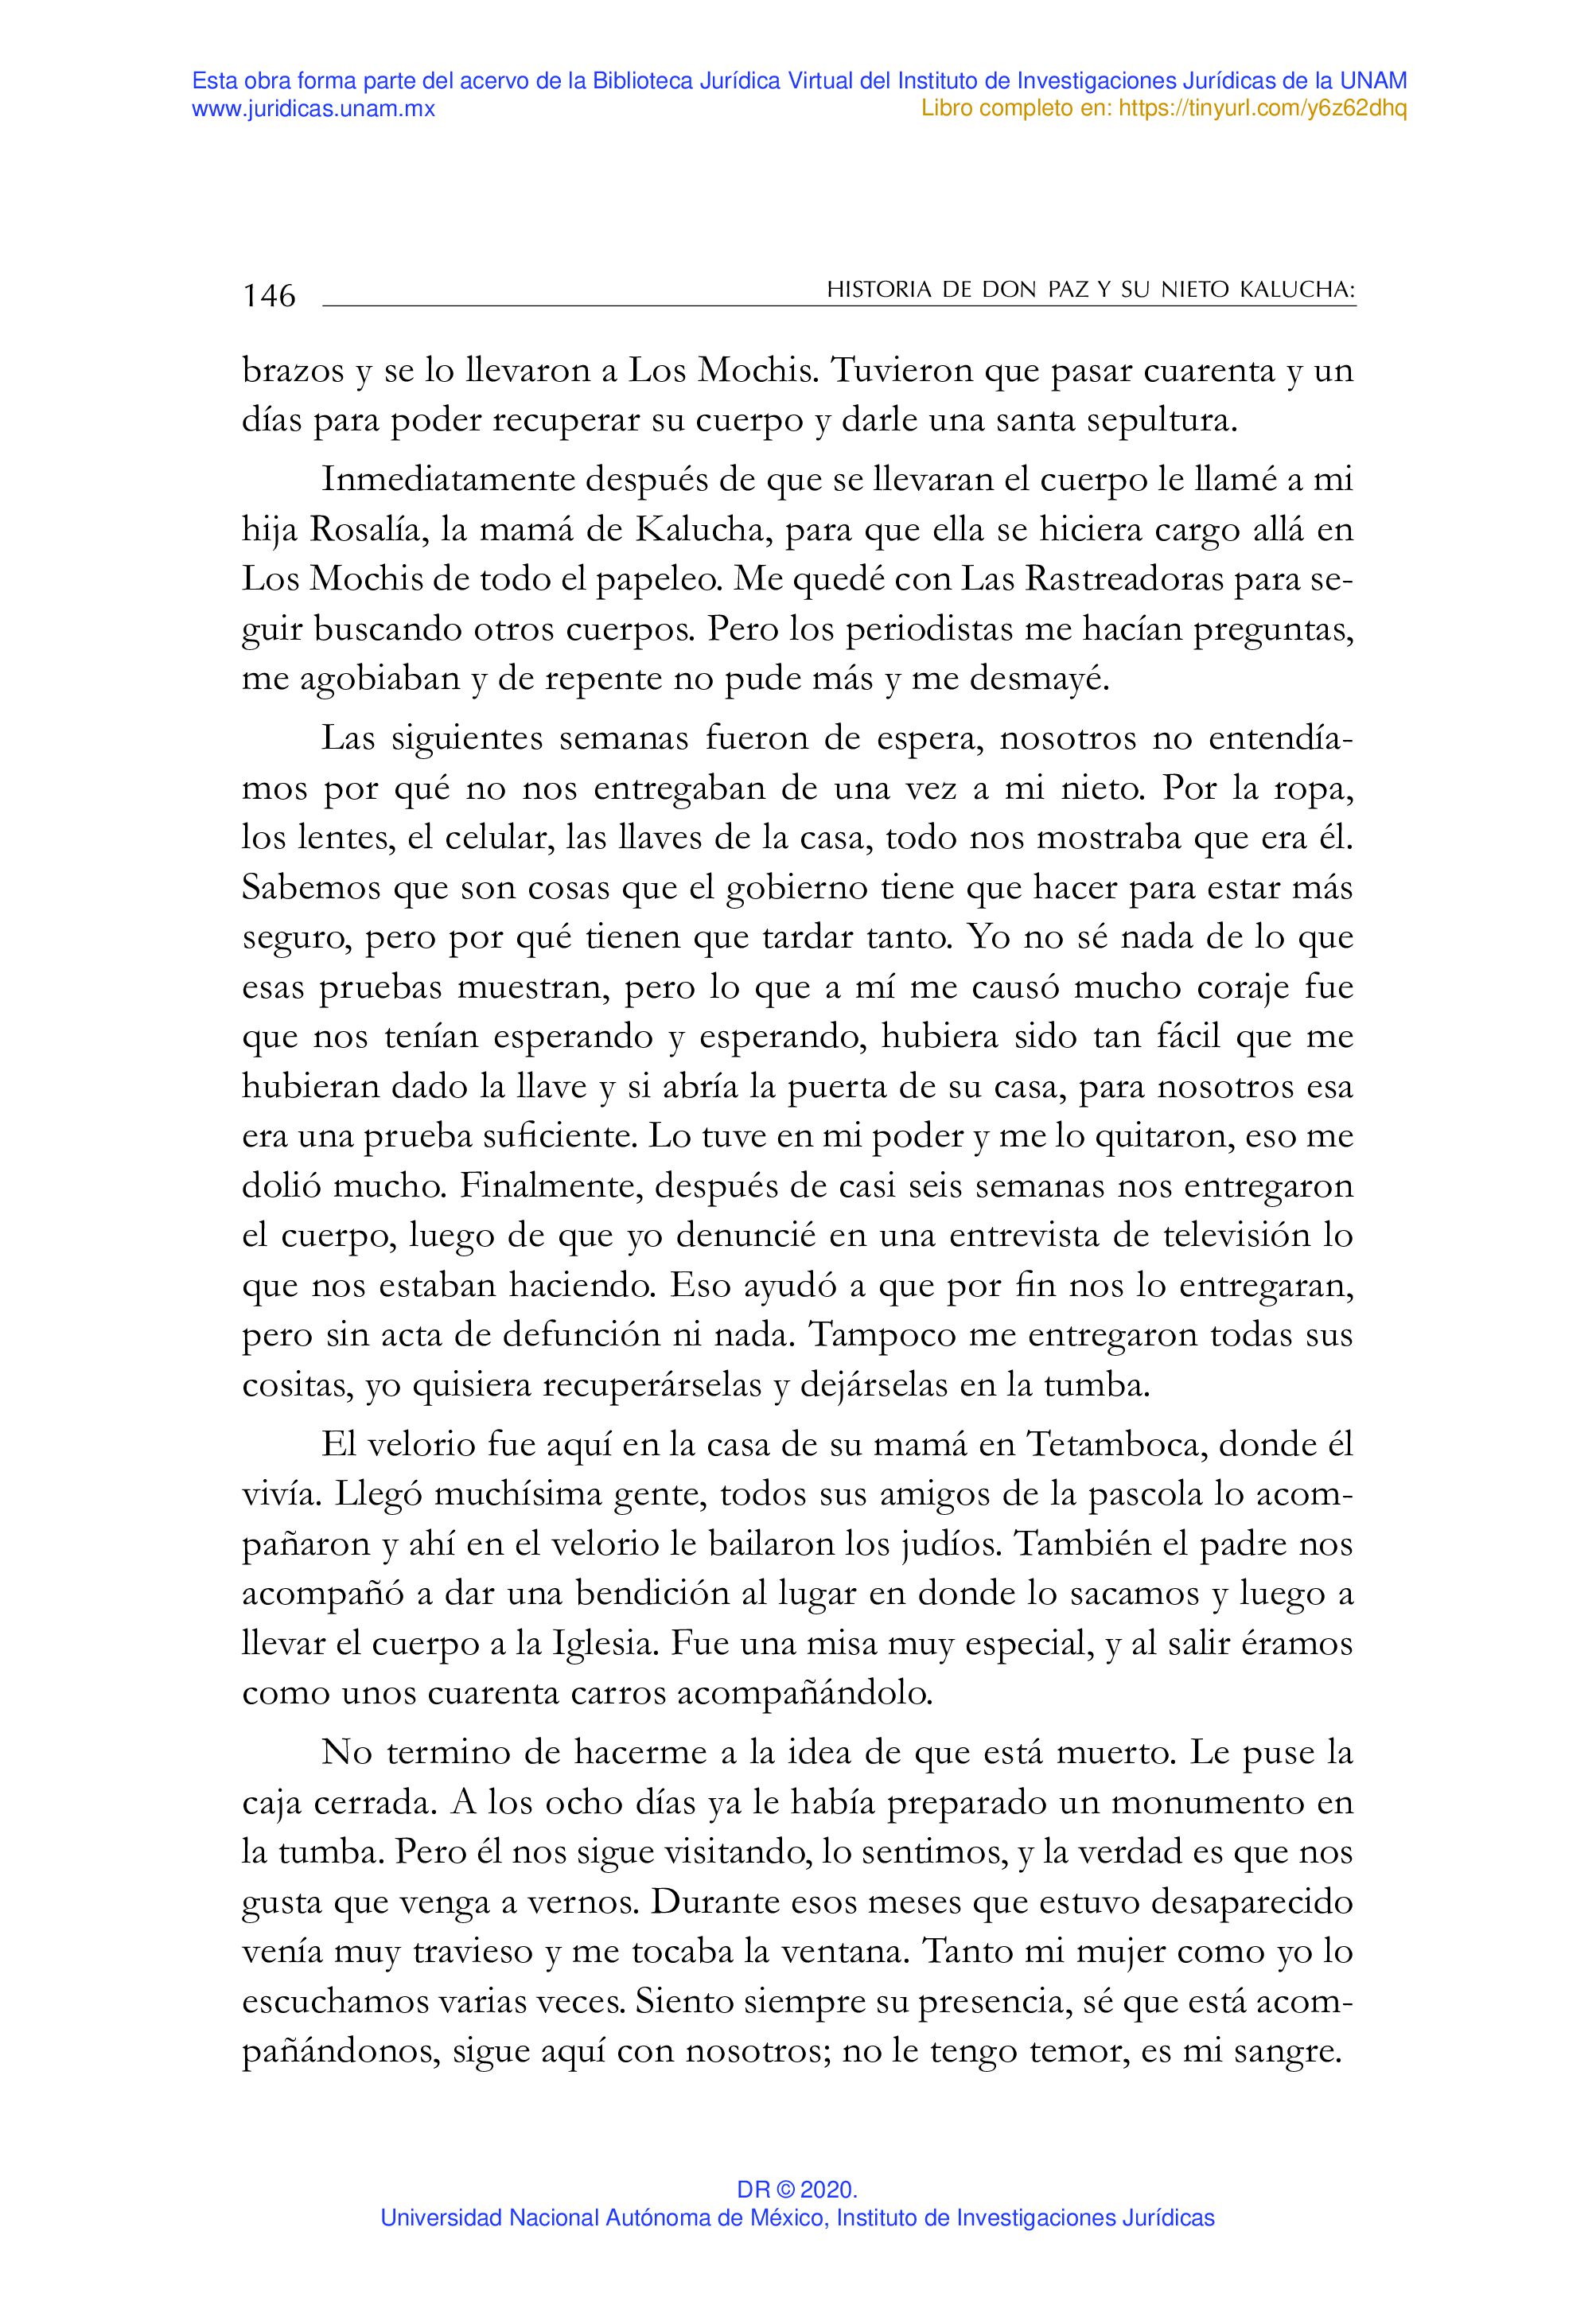 Esta obra forma parte del acervo de la Biblioteca Jurídica Virtual del Instituto de Investigaciones Jurídicas de la UNAM
www.juridicas.unam.mx
Libro completo en: https://tinyurl.com/y6z62dhq
146
HISTORIA DE DON PAZ Y SU NIETO KALUCHA:
brazos y se lo llevaron a Los Mochis. Tuvieron que pasar cuarenta y un
días para poder recuperar su cuerpo y darle una santa sepultura.
Inmediatamente después de que se llevaran el cuerpo le llamé a mi
hija Rosalía, la mamá de Kalucha, para que ella se hiciera cargo allá en
Los Mochis de todo el papeleo. Me quedé con Las Rastreadoras para se-
guir buscando otros cuerpos. Pero los periodistas me hacían preguntas,
me agobiaban y de repente no pude más y me desmayé.
Las siguientes semanas fueron de espera, nosotros no entendía-
mos por qué no nos entregaban de una vez a mi nieto. Por la ropa,
los lentes, el celular, las llaves de la casa, todo nos mostraba que era él.
Sabemos que son cosas que el gobierno tiene que hacer para estar más
seguro, pero por qué tienen que tardar tanto. Yo no sé nada de lo que
esas pruebas muestran, pero lo que a mí me causó mucho coraje fue
que nos tenían esperando y esperando, hubiera sido tan fácil que me
hubieran dado la llave y si abría la puerta de su casa, para nosotros esa
era una prueba suficiente. Lo tuve en mi poder y me lo quitaron, eso me
dolió mucho. Finalmente, después de casi seis semanas nos entregaron
el cuerpo, luego de que yo denuncié en una entrevista de televisión lo
que nos estaban haciendo. Eso ayudó a que por fin nos lo entregaran,
pero sin acta de defunción ni nada. Tampoco me entregaron todas sus
cositas, yo quisiera recuperárselas y dejárselas en la tumba.
El velorio fue aquí en la casa de su mamá en Tetamboca, donde él
vivía. Llegó muchísima gente, todos sus amigos de la pascola lo acom-
pañaron y ahí en el velorio le bailaron los judíos. También el padre nos
acompañó a dar una bendición al lugar en donde lo sacamos y luego a
llevar el cuerpo a la Iglesia. Fue una misa muy especial, y al salir éramos
como unos cuarenta carros acompañándolo.
No termino de hacerme a la idea de que está muerto. Le puse la
caja cerrada. A los ocho días ya le había preparado un monumento en
la tumba. Pero él nos sigue visitando, lo sentimos, y la verdad es que nos
gusta que venga a vernos. Durante esos meses que estuvo desaparecido
venía muy travieso y me tocaba la ventana. Tanto mi mujer como yo lo
escuchamos varias veces. Siento siempre su presencia, sé que está acom-
pañándonos, sigue aquí con nosotros; no le tengo temor, es mi sangre.
DR © 2020.
Universidad Nacional Autónoma de México, Instituto de Investigaciones Jurídicas